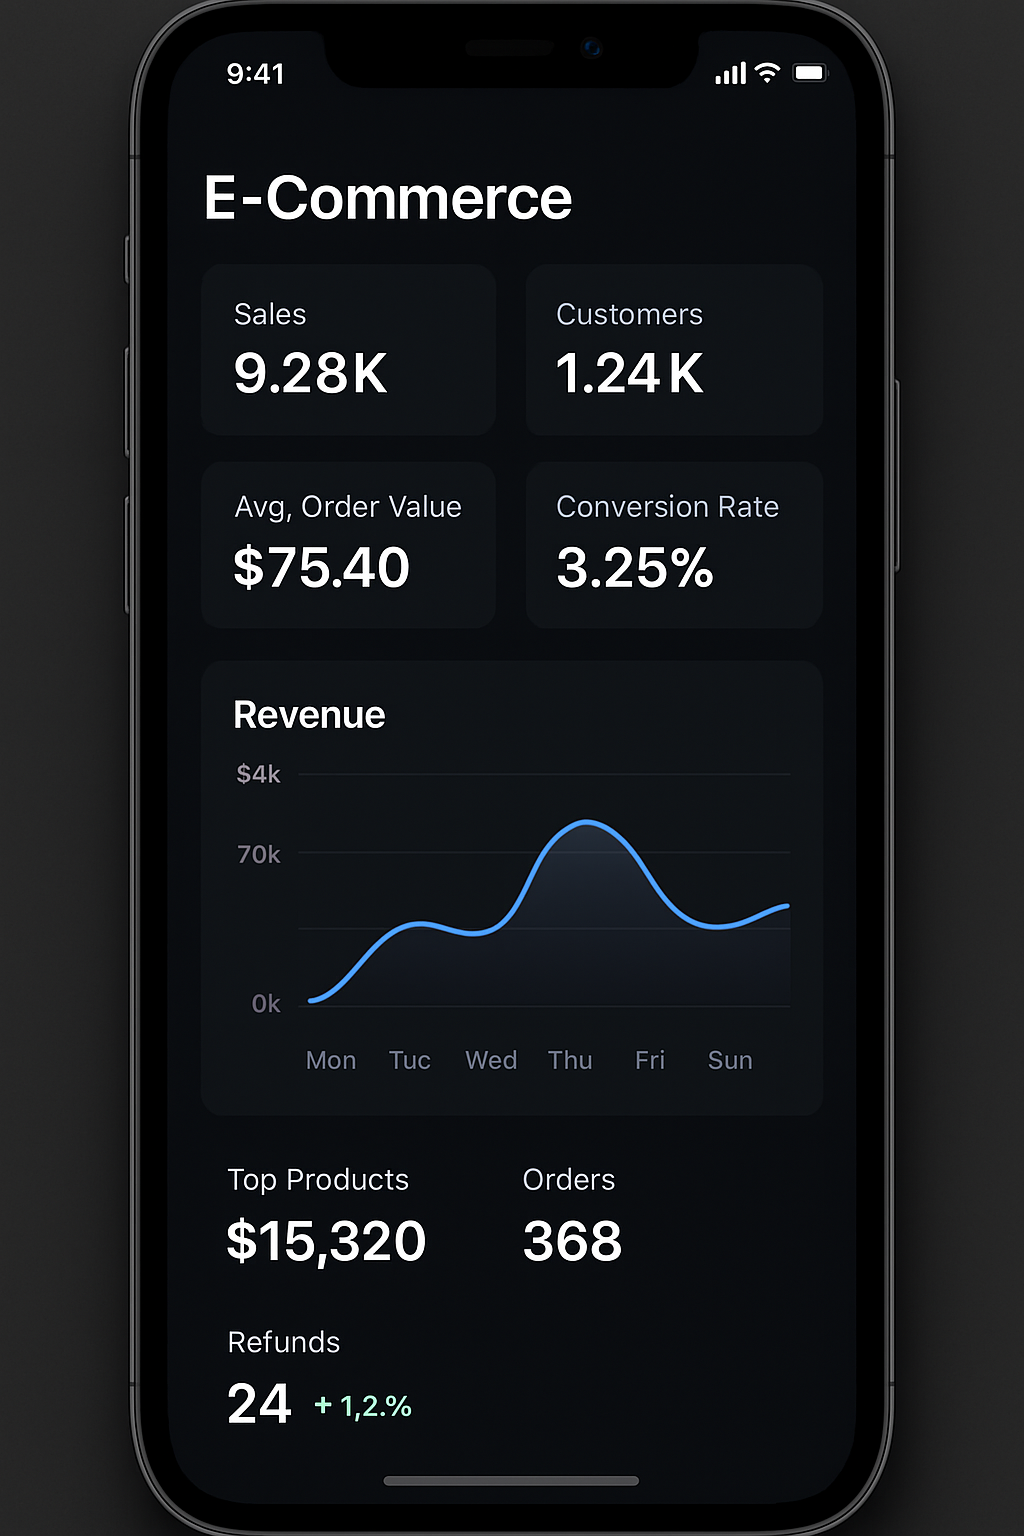 9:41
E-Commerce
Sales
9.28K
Customers
1.24K
Avg, Order Value
$75.40
Conversion Rate
3.25%
Revenue
$4k
70k
0k
Mon Tuc Wed Thu Fri Sun
Top Products
$15,320
Orders
368
Refunds
24 + 1,2.%